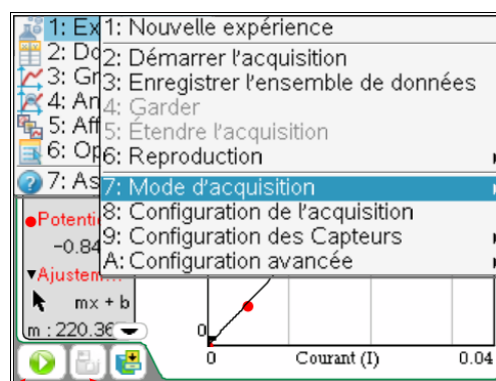 1: Ex
2: Do
3: Gr
4: An
5: Aff
6: Op
7: As
1: Nouvelle expérience
2: Démarrer l'acquisition
3: Enregistrer l'ensemble de données
4: Garder
5: Étendre l'acquisition
6: Reproduction
7: Mode d'acquisition
8: Configuration de l'acquisition
9: Configuration des Capteurs
A: Configuration avancée
Potenti
-0.84
Ajustem...
mx + b
m : 220.36
0
0 Courant (I) 0.04